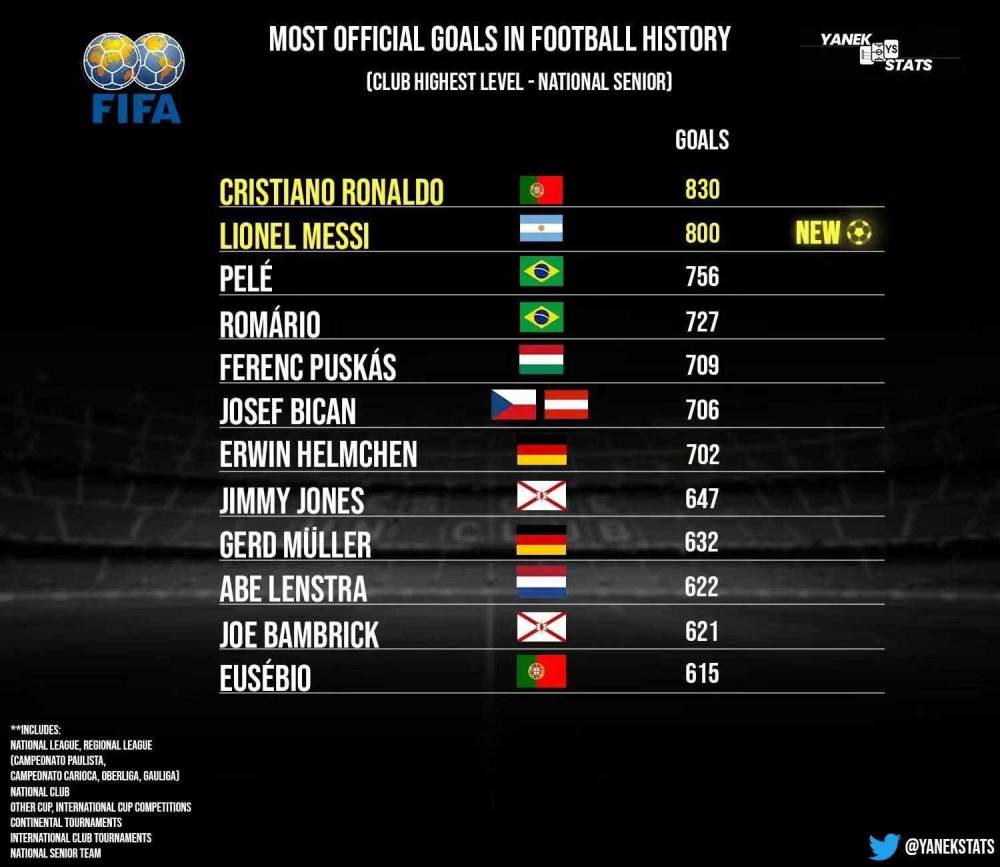 FIFA
MOST OFFICIAL GOALS IN FOOTBALL HISTORY
(CLUB HIGHEST LEVEL - NATIONAL SENIOR)
YANEK
YS
STATS
GOALS
CRISTIANO RONALDO 830
LIONEL MESSI 800 NEW
PELÉ 756
ROMÁRIO 727
FERENC PUSKÁS 709
JOSEF BICAN 706
ERWIN HELMCHEN 702
JIMMY JONES 647
GERD MÜLLER 632
ABE LENSTRA 622
JOE BAMBRICK 621
EUSÉBIO 615
**INCLUDES:
NATIONAL LEAGUE, REGIONAL LEAGUE
(CAMPEONATO PAULISTA,
CAMPEONATO CARIOCA, OBERLIGA, GAULIGA)
NATIONAL CLUB
OTHER CUP, INTERNATIONAL CUP COMPETITIONS
CONTINENTAL TOURNAMENTS
INTERNATIONAL CLUB TOURNAMENTS
NATIONAL SENIOR TEAM
@YANEKSTATS